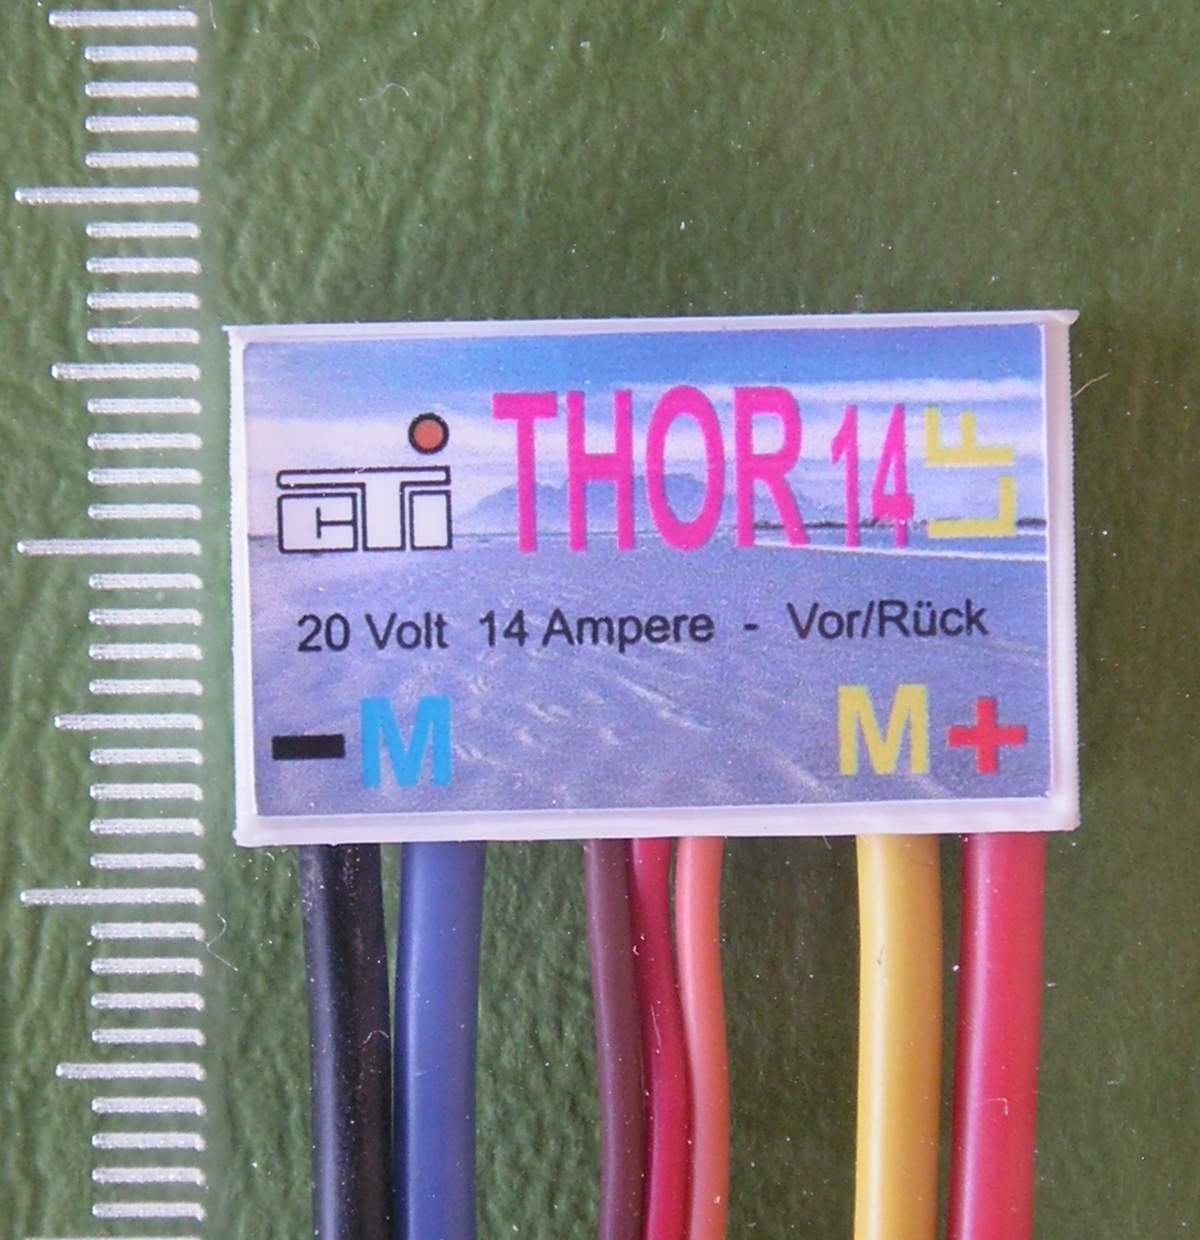 CTi THOR 14 LF
20 Volt 14 Ampere - Vor/Rück
- M M +